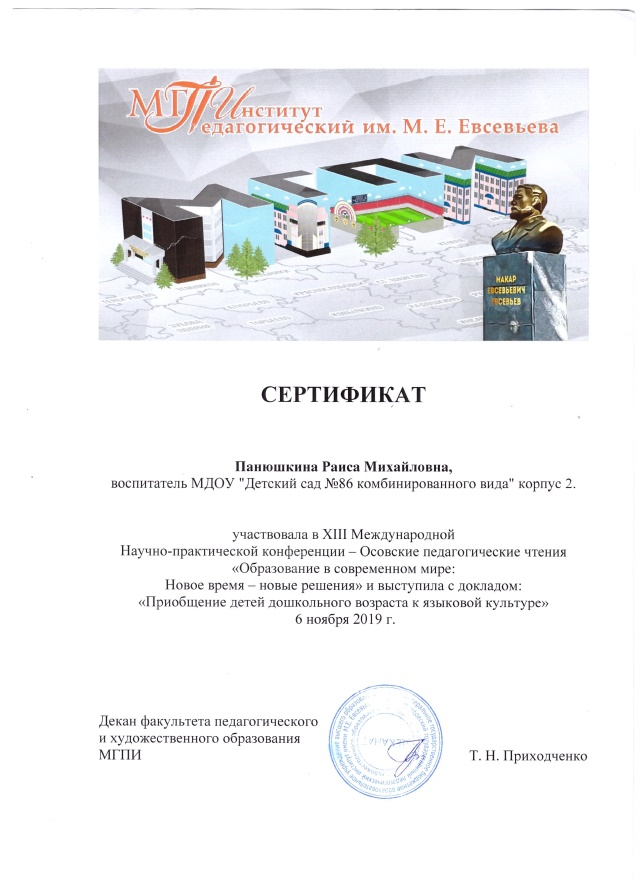 МГПИнститут
Педагогический им. М. Е. Евсевьева
МАКАР
ЕВСЕВЬЕВИЧ
ЕВСЕВЬЕВ
СЕРТИФИКАТ
Панюшкина Раиса Михайловна,
воспитатель МДОУ "Детский сад №86 комбинированного вида" корпус 2.
участвовала в XIII Международной
Научно-практической конференции – Осовские педагогические чтения
«Образование в современном мире:
Новое время – новые решения» и выступила с докладом:
«Приобщение детей дошкольного возраста к языковой культуре»
6 ноября 2019 г.
Декан факультета педагогического
и художественного образования
МГПИ
Т. Н. Приходченко